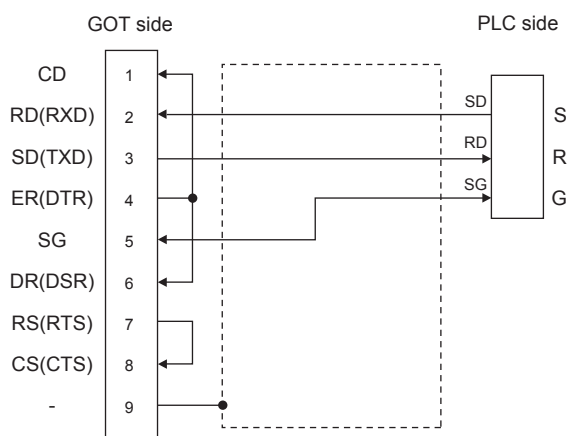 GOT side PLC side
CD 1
RD(RXD) 2 SD S
SD(TXD) 3 RD R
ER(DTR) 4 SG G
SG 5
DR(DSR) 6
RS(RTS) 7
CS(CTS) 8
- 9